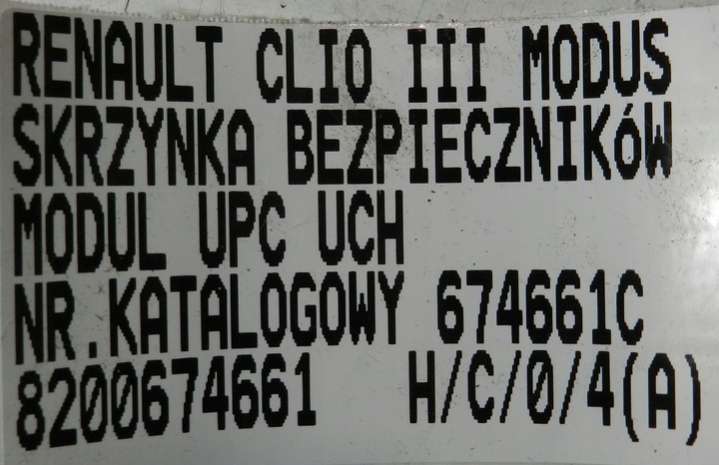 RENAULT CLIO III MODUS
SKRZYNKA BEZPIECZNIKÓW
MODUL UPC UCH
NR.KATALOGOWY 674661C
8200674661 H/C/0/4(A)